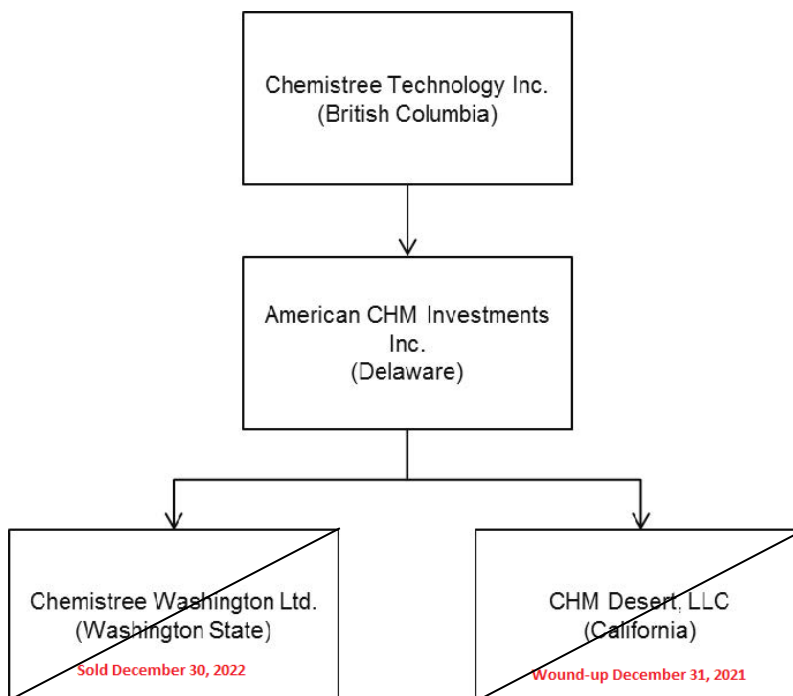 Chemistree Technology Inc.
(British Columbia)
American CHM Investments
Inc.
(Delaware)
Chemistree Washington Ltd.
(Washington State)
Sold December 30, 2022
CHM Desert, LLC
(California)
Wound-up December 31, 2021